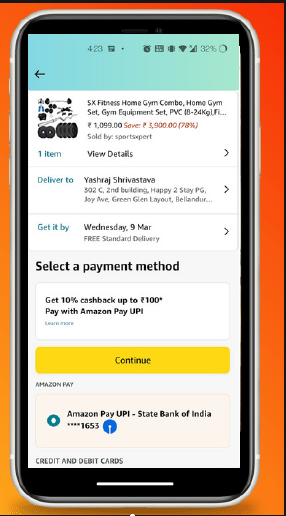 4:23
32%
SX Fitness Home Gym Combo, Home Gym
Set, Gym Equipment Set, PVC (8-24Kg),Fi...
₹ 1,099.00 Save: ₹ 3,900.00 (78%)
Sold by: sportsxpert
1 item View Details
Deliver to Yashraj Shrivastava
302 C, 2nd building, Happy 2 Stay PG,
Joy Ave, Green Glen Layout, Bellandur...
Get it by Wednesday, 9 Mar
FREE Standard Delivery
Select a payment method
Get 10% cashback up to ₹100*
Pay with Amazon Pay UPI
Learn more
Continue
AMAZON PAY
Amazon Pay UPI - State Bank of India
****1653
CREDIT AND DEBIT CARDS